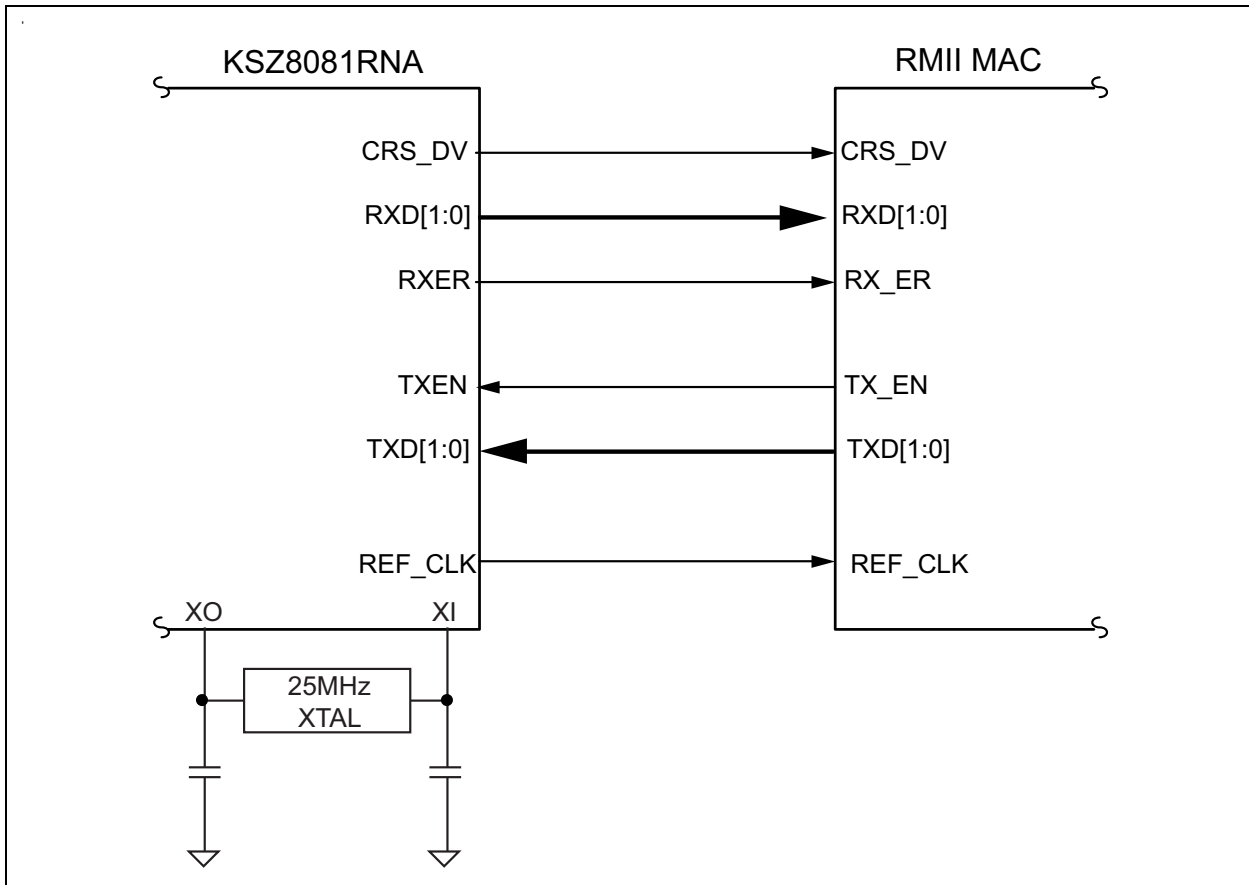 KSZ8081RNA RMII MAC
CRS_DV CRS_DV
RXD[1:0] RXD[1:0]
RXER RX_ER
TXEN TX_EN
TXD[1:0] TXD[1:0]
REF_CLK REF_CLK
XO XI
25MHz
XTAL